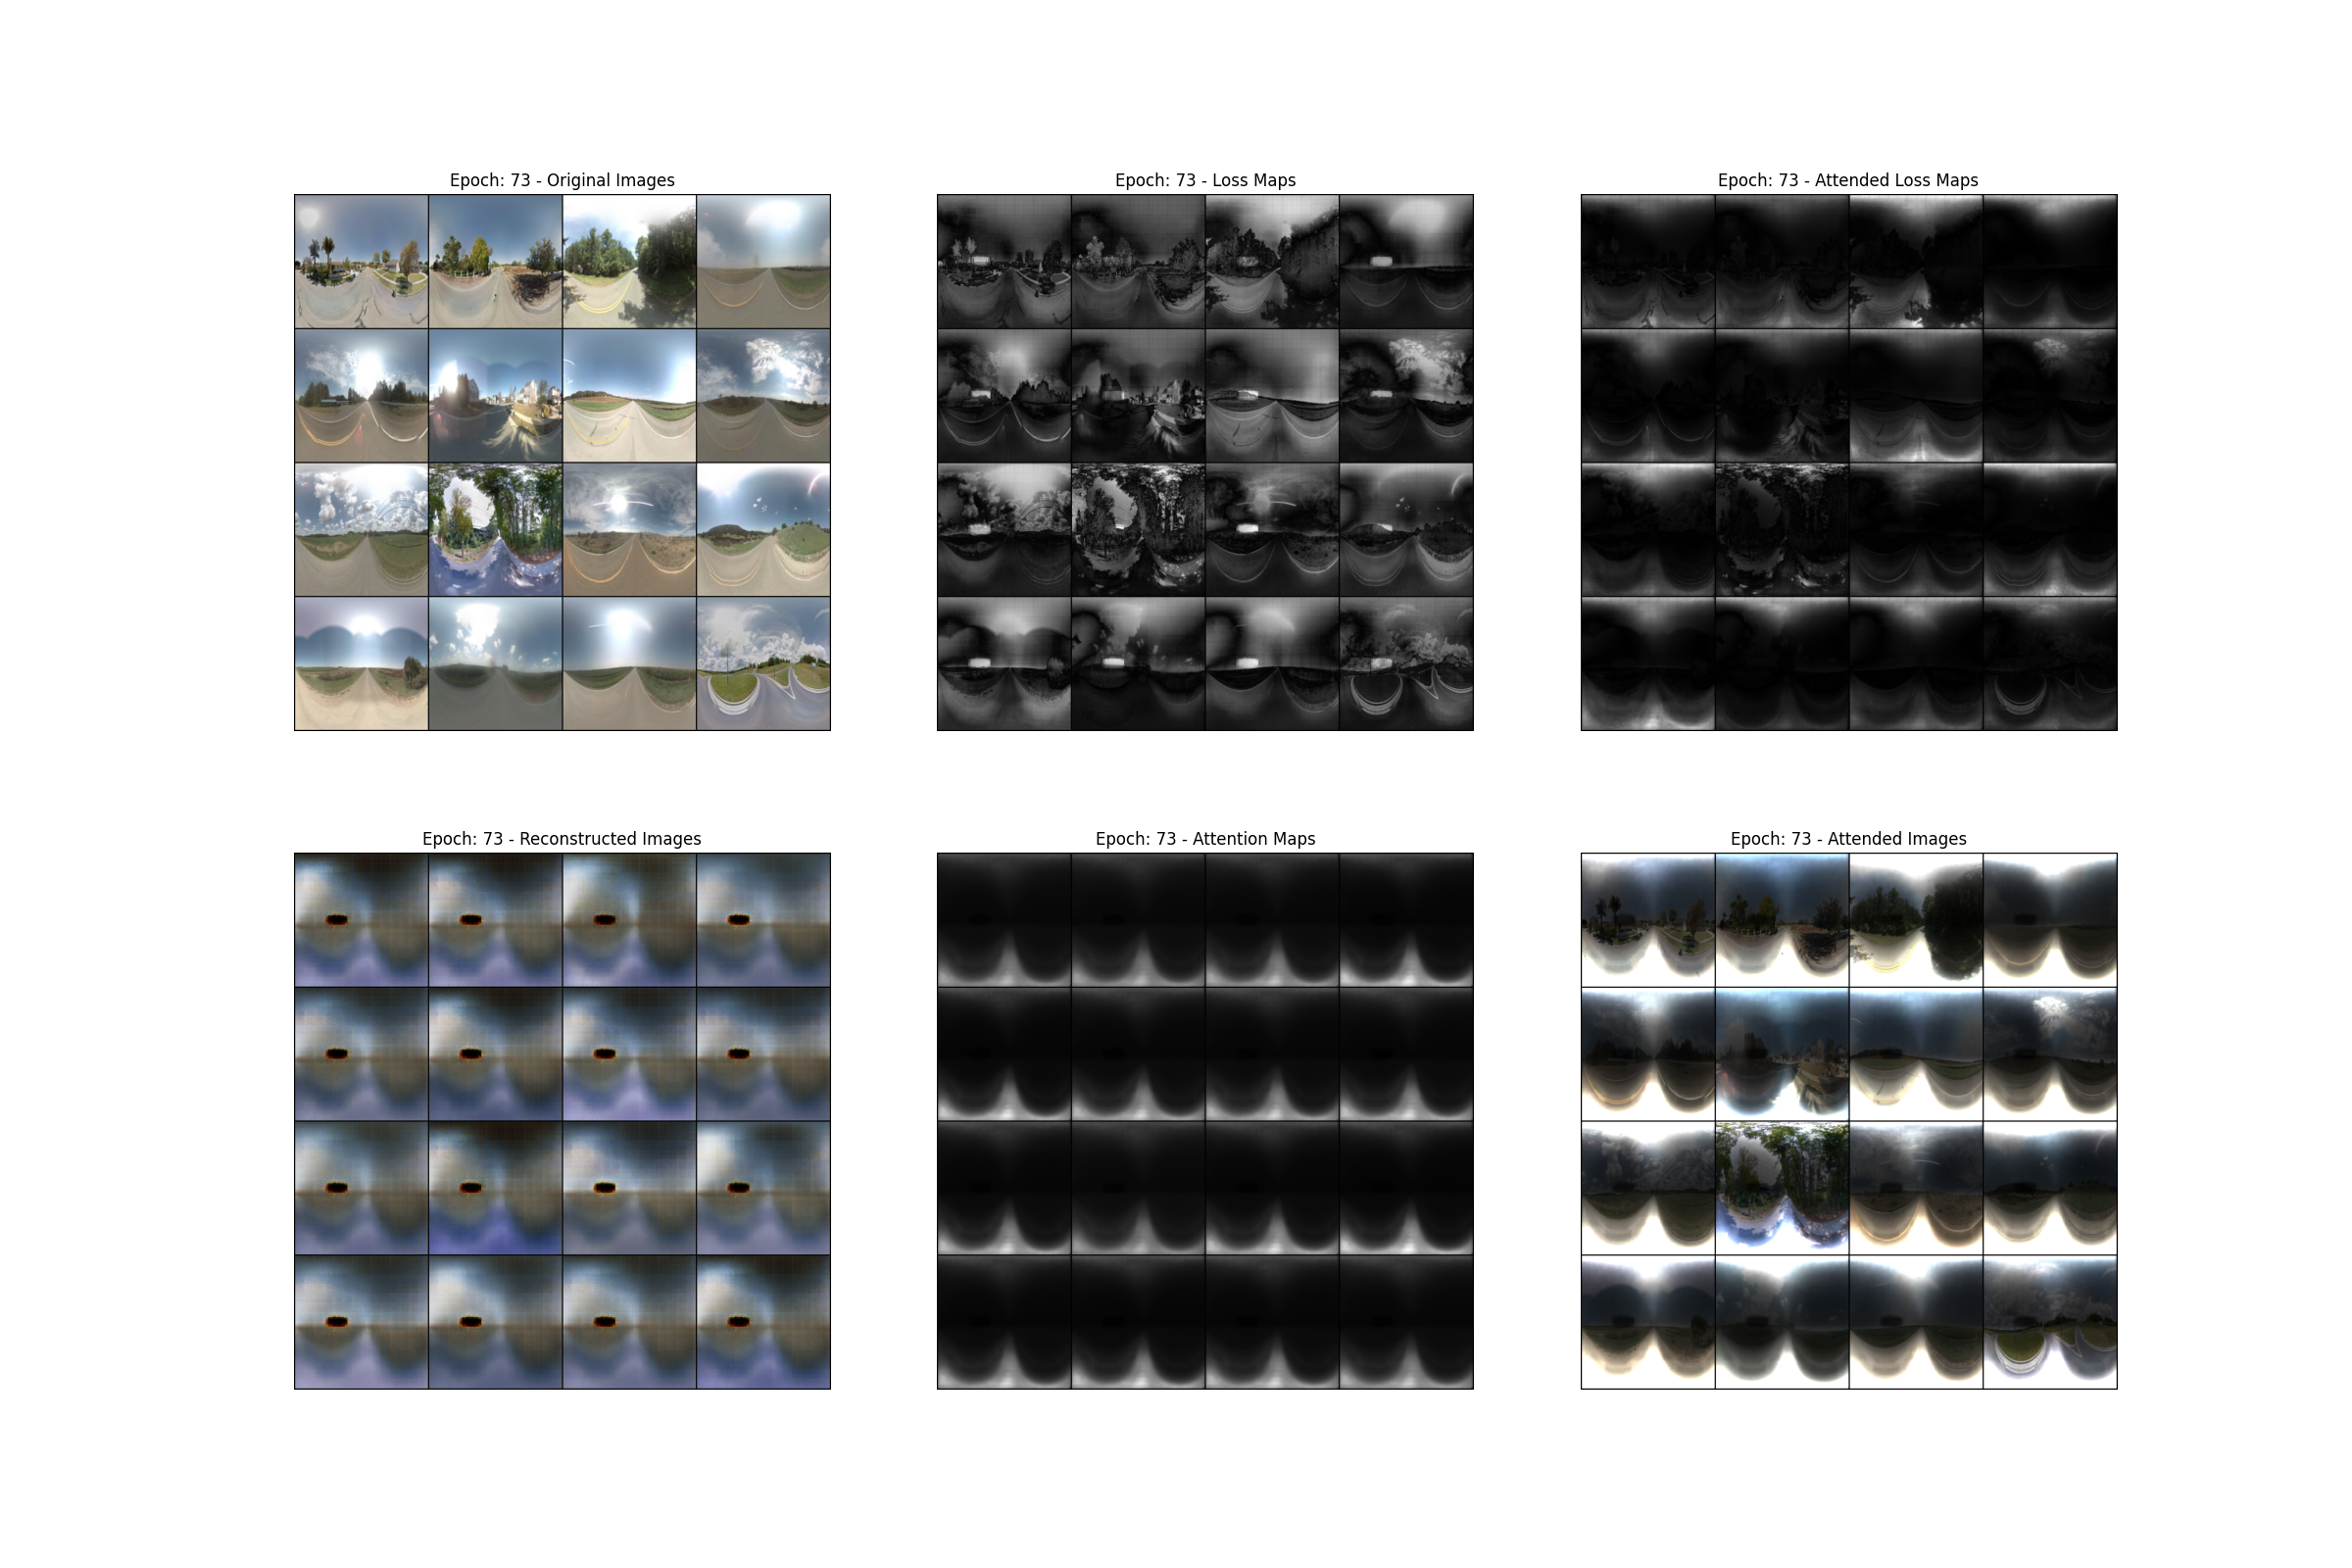 Epoch: 73 - Original Images
Epoch: 73 - Loss Maps
Epoch: 73 - Attended Loss Maps
Epoch: 73 - Reconstructed Images
Epoch: 73 - Attention Maps
Epoch: 73 - Attended Images